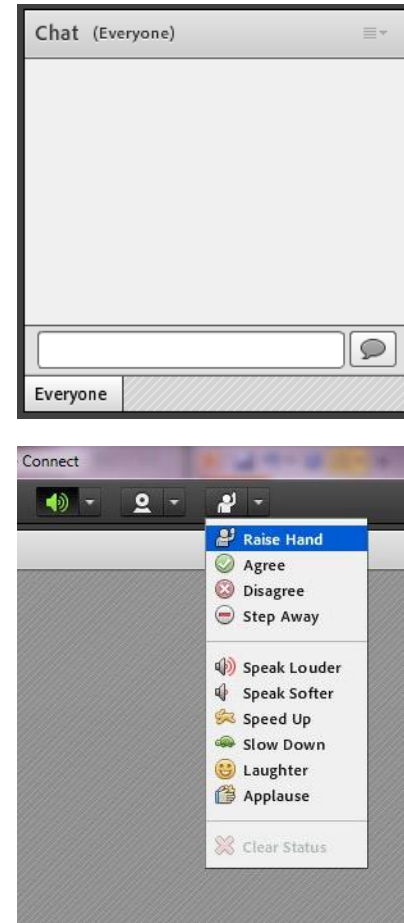 Chat (Everyone)
Everyone
Connect
Raise Hand
Agree
Disagree
Step Away
Speak Louder
Speak Softer
Speed Up
Slow Down
Laughter
Applause
Clear Status